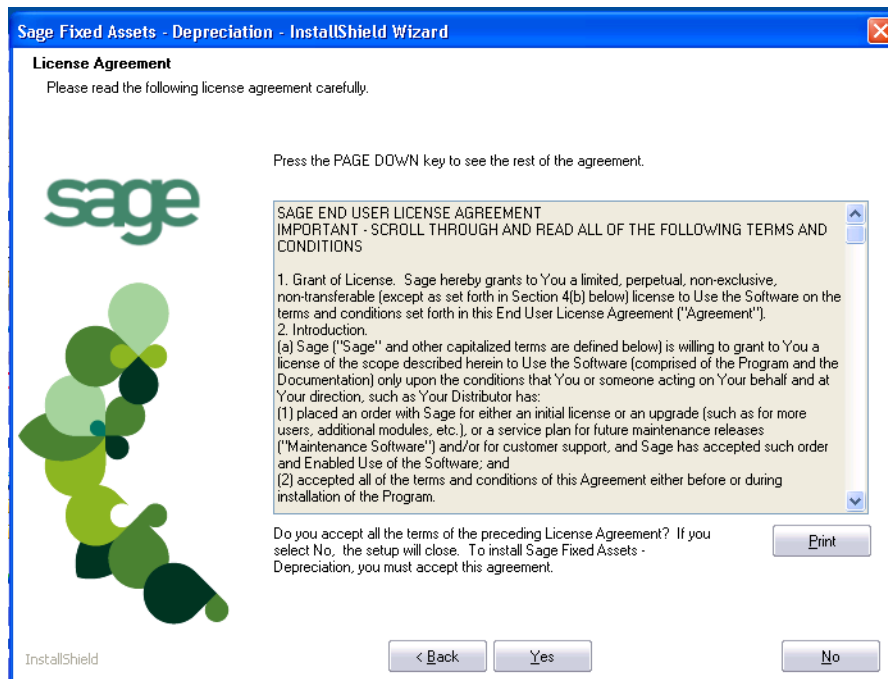 Sage Fixed Assets - Depreciation - InstallShield Wizard
License Agreement
Please read the following license agreement carefully.
Press the PAGE DOWN key to see the rest of the agreement.
sage
SAGE END USER LICENSE AGREEMENT
IMPORTANT - SCROLL THROUGH AND READ ALL OF THE FOLLOWING TERMS AND
CONDITIONS
1. Grant of License.  Sage hereby grants to You a limited, perpetual, non-exclusive,
non-transferable (except as set forth in Section 4(b) below) license to Use the Software on the
terms and conditions set forth in this End User License Agreement ("Agreement").
2. Introduction.
(a) Sage ("Sage" and other capitalized terms are defined below) is willing to grant to You a
license of the scope described herein to Use the Software (comprised of the Program and the
Documentation) only upon the conditions that You or someone acting on Your behalf and at
Your direction, such as Your Distributor has:
(1) placed an order with Sage for either an initial license or an upgrade (such as for more
users, additional modules, etc.), or a service plan for future maintenance releases
("Maintenance Software") and/or for customer support, and Sage has accepted such order
and Enabled Use of the Software; and
(2) accepted all of the terms and conditions of this Agreement either before or during
installation of the Program.
Do you accept all the terms of the preceding License Agreement?  If you
select No,  the setup will close.  To install Sage Fixed Assets -
Depreciation, you must accept this agreement.
Print
InstallShield
< Back
Yes
No